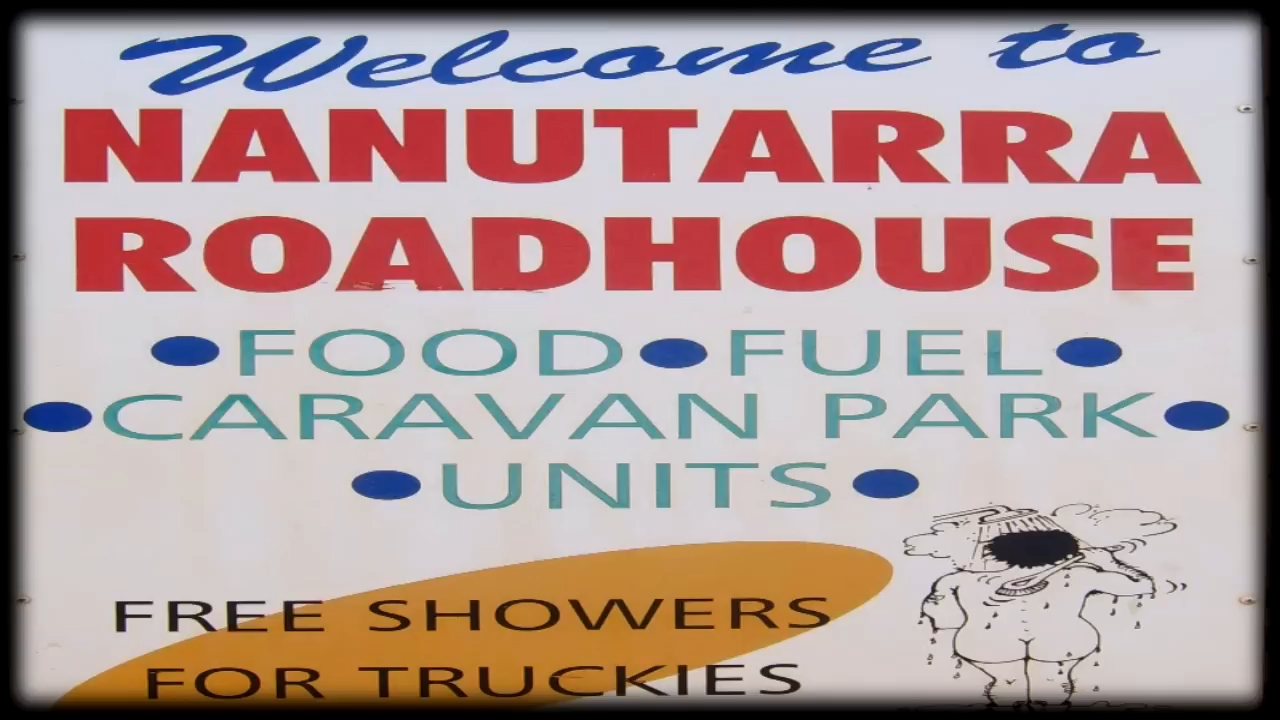 Welcome to
NANUTARRA
ROADHOUSE
•FOOD•FUEL•
•CARAVAN PARK•
•UNITS•
FREE SHOWERS
FOR TRUCKIES